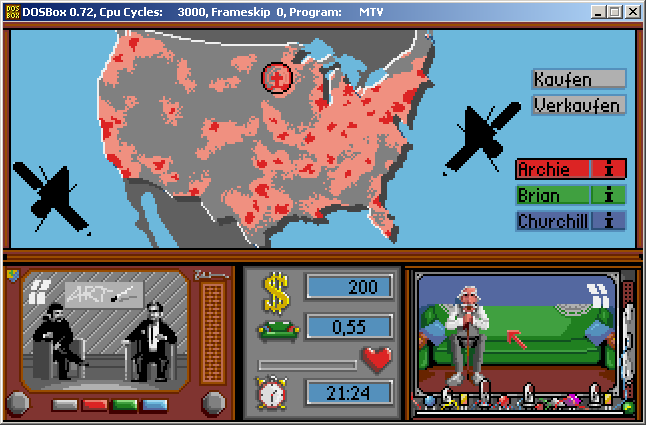 DOSBox 0.72, Cpu Cycles: 3000, Frameskip 0, Program: MTV
Kaufen
Verkaufen
Archie i
Brian i
Churchill i
ART
$ 200
0,55
21:24